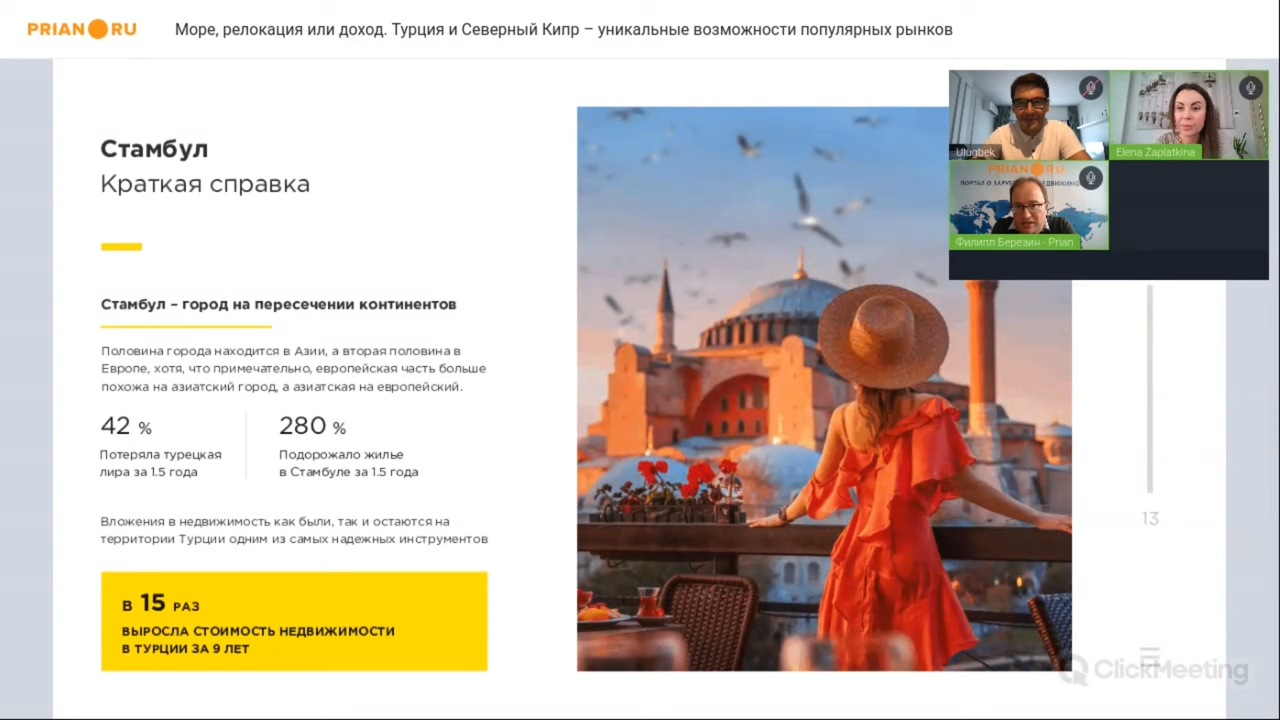 PRIAN RU
Море, релокация или доход. Турция и Северный Кипр – уникальные возможности популярных рынков
Стамбул
Краткая справка
Стамбул – город на пересечении континентов
Половина города находится в Азии, а вторая половина в
Европе, хотя, что примечательно, европейская часть больше
похожа на азиатский город, а азиатская на европейский.
42 %
Потеряла турецкая
лира за 1.5 года
280 %
Подорожало жилье
в Стамбуле за 1.5 года
Вложения в недвижимость как были, так и остаются на
территории Турции одним из самых надежных инструментов
В 15 РАЗ
ВЫРОСЛА СТОИМОСТЬ НЕДВИЖИМОСТИ
В ТУРЦИИ ЗА 9 ЛЕТ
Ulugbek
Elena Zaplatkina
PRIAN RU
Филипп Березин - Prian
13
ClickMeeting